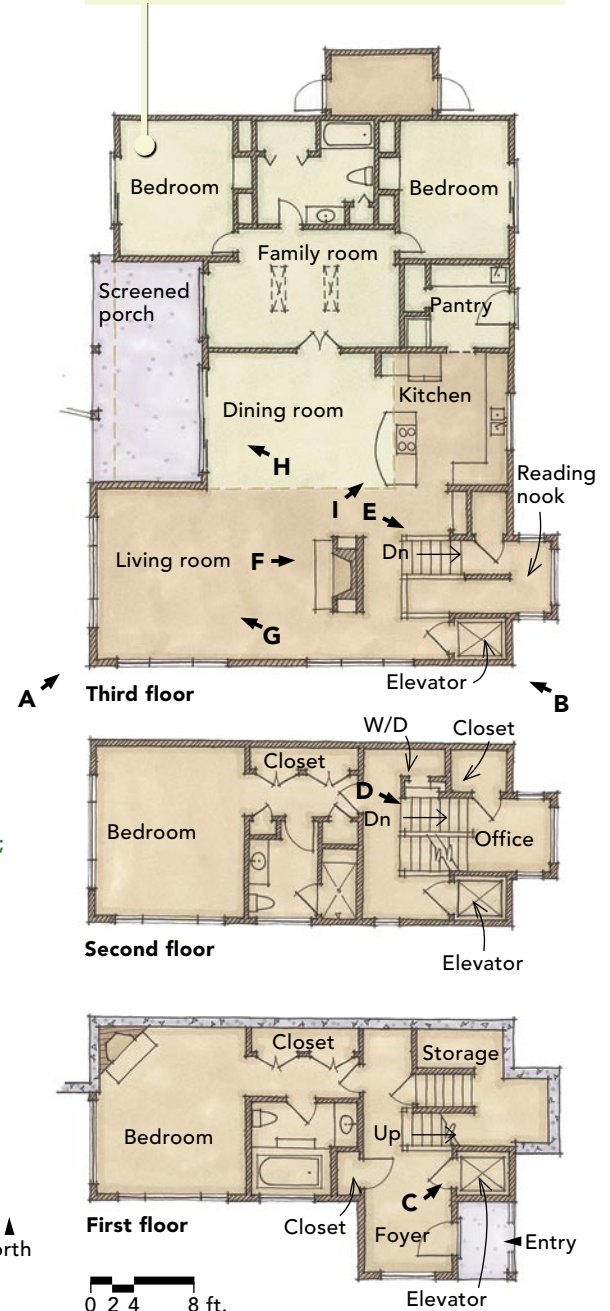 Bedroom
Bedroom
Family room
Screened
porch
Pantry
Kitchen
Dining room
H
Reading
nook
I
E
Dn
Living room
F
G
Elevator
A
Third floor
B
W/D
Closet
Closet
D
Dn
Bedroom
Office
Second floor
Elevator
Closet
Storage
Up
Bedroom
C
First floor
Closet
Foyer
Entry
orth
Elevator
0 2 4 8 ft.